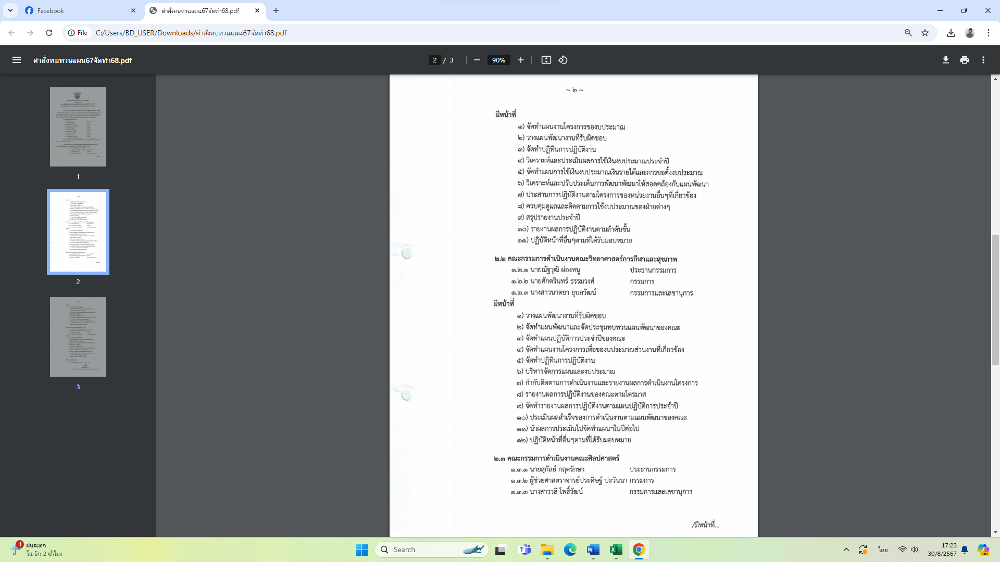 Facebook
คำสั่งทบทวนแผน67จัดทำ68.pdf
File
C:/Users/BD_USER/Downloads/คำสั่งทบทวนแผน67จัดทำ68.pdf
คำสั่งทบทวนแผน67จัดทำ68.pdf
2 / 3
90%
1
2
3
~ ๒ ~
มีหน้าที่
๑) จัดทำแผนงานโครงการของบประมาณ
๒) วางแผนพัฒนางานที่รับผิดชอบ
๓) จัดทำปฏิทินการปฏิบัติงาน
๔) วิเคราะห์และประเมินผลการใช้เงินงบประมาณประจำปี
๕) จัดทำแผนการใช้เงินงบประมาณเงินรายได้และการขอตั้งงบประมาณ
๖) วิเคราะห์และปรับประเด็นการพัฒนาพัฒนาให้สอดคล้องกับแผนพัฒนา
๗) ประสานการปฏิบัติงานตามโครงการของหน่วยงานอื่นๆที่เกี่ยวข้อง
๘) ควบคุมดูแลและติดตามการใช้งบประมาณของฝ่ายต่างๆ
๙) สรุปรายงานประจำปี
๑๐) รายงานผลการปฏิบัติงานตามลำดับขั้น
๑๑) ปฏิบัติหน้าที่อื่นๆตามที่ได้รับมอบหมาย
๒.๒ คณะกรรมการดำเนินงานคณะวิทยาศาสตร์การกีฬาและสุขภาพ
๑.๒.๑ นายณัฐวุฒิ ผ่องหนู ประธานกรรมการ
๑.๒.๒ นายศักดรินทร์ ธรรมวงศ์ กรรมการ
๑.๒.๓ นางสาวนาตยา ยุบลวัฒน์ กรรมการและเลขานุการ
มีหน้าที่
๑) วางแผนพัฒนางานที่รับผิดชอบ
๒) จัดทำแผนพัฒนาและจัดประชุมทบทวนแผนพัฒนาของคณะ
๓) จัดทำแผนปฏิบัติการประจำปีของคณะ
๔) จัดทำแผนงานโครงการเพื่อของบประมาณส่วนงานที่เกี่ยวข้อง
๕) จัดทำปฏิทินการปฏิบัติงาน
๖) บริหารจัดการแผนและงบประมาณ
๗) กำกับติดตามการดำเนินงานและรายงานผลการดำเนินงานโครงการ
๘) รายงานผลการปฏิบัติงานของคณะตามไตรมาส
๙) จัดทำรายงานผลการปฏิบัติงานตามแผนปฏิบัติการประจำปี
๑๐) ประเมินผลสำเร็จของการดำเนินงานตามแผนพัฒนาของคณะ
๑๑) นำผลการประเมินไปจัดทำแผนฯในปีต่อไป
๑๒) ปฏิบัติหน้าที่อื่นๆตามที่ได้รับมอบหมาย
๒.๓ คณะกรรมการดำเนินงานคณะศิลปศาสตร์
๑.๓.๑ นายสุกัลย์ กฤตรักษา ประธานกรรมการ
๑.๓.๒ ผู้ช่วยศาสตราจารย์ประดิษฐ์ ปะวันนา กรรมการ
๑.๓.๓ นางสาววลี โพธิ์วัฒน์ กรรมการและเลขานุการ
/มีหน้าที่...
1
ฝนจะตก
ใน อีก 2 ชั่วโมง
Search
ไทย
17:23
30/8/2567
PRE